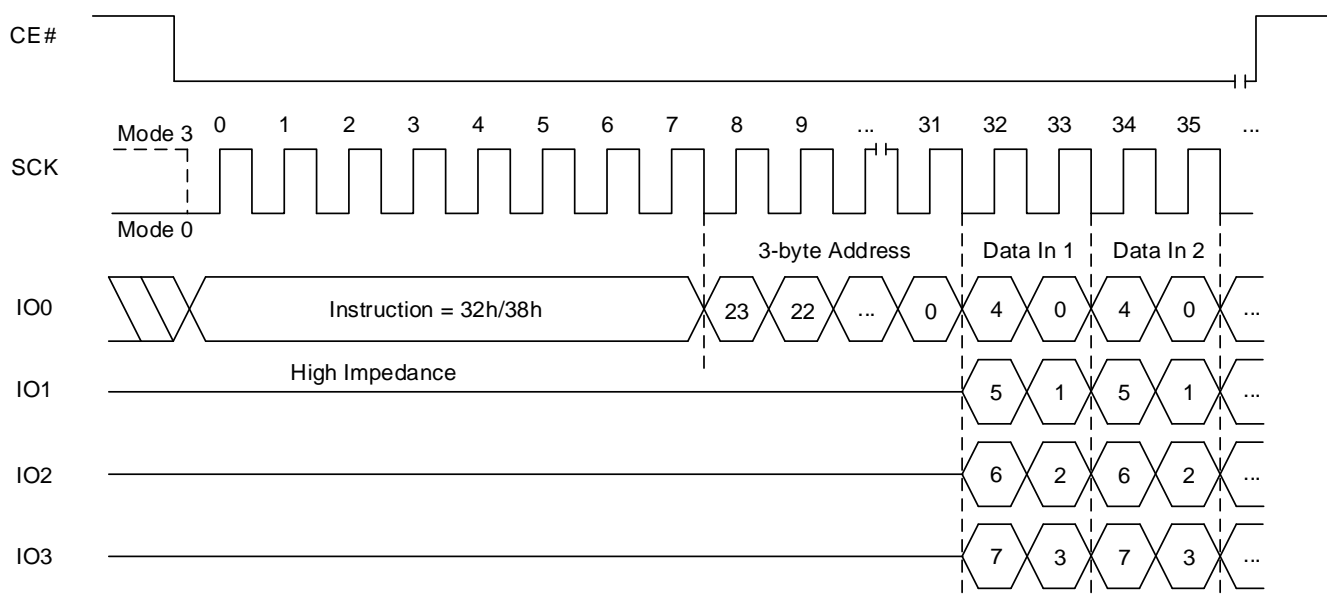 CE#
Mode 3 0 1 2 3 4 5 6 7 8 9 ... 31 32 33 34 35 ...
SCK
Mode 0
3-byte Address Data In 1 Data In 2
IO0 Instruction = 32h/38h 23 22 ... 0 4 0 4 0 ...
High Impedance
IO1 5 1 5 1 ...
IO2 6 2 6 2 ...
IO3 7 3 7 3 ...